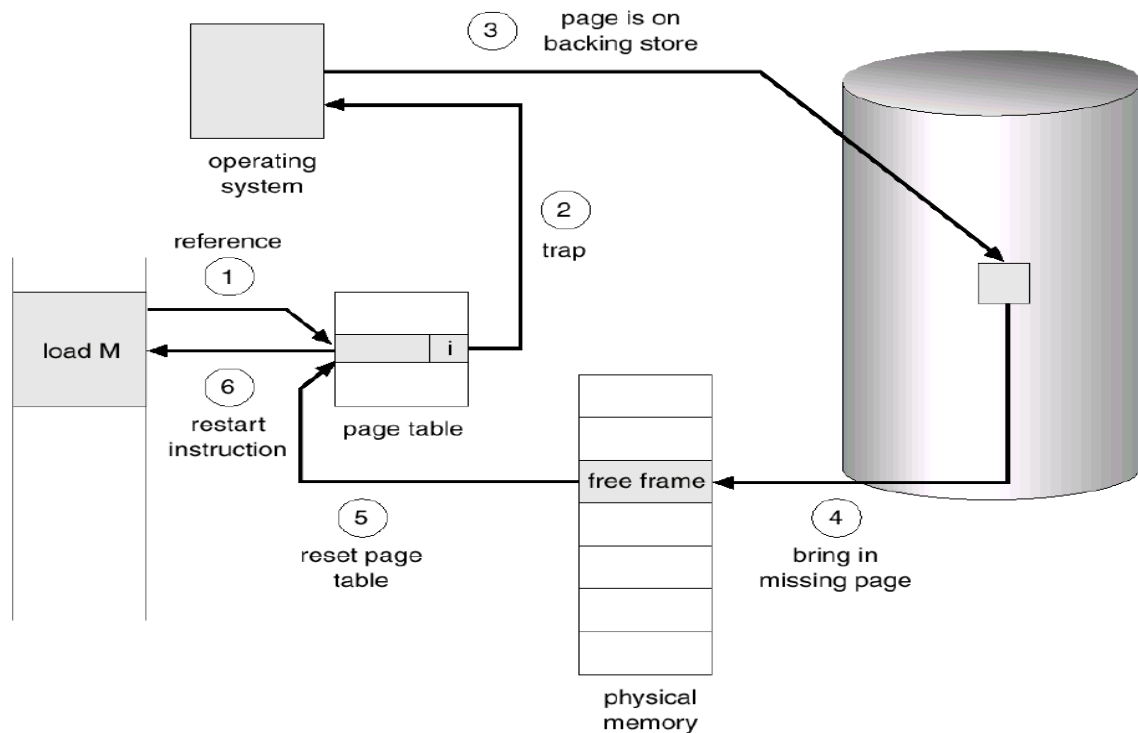 3
page is on
backing store
operating
system
2
trap
reference
1
load M
i
6
restart
instruction
page table
free frame
5
reset page
table
4
bring in
missing page
physical
memory